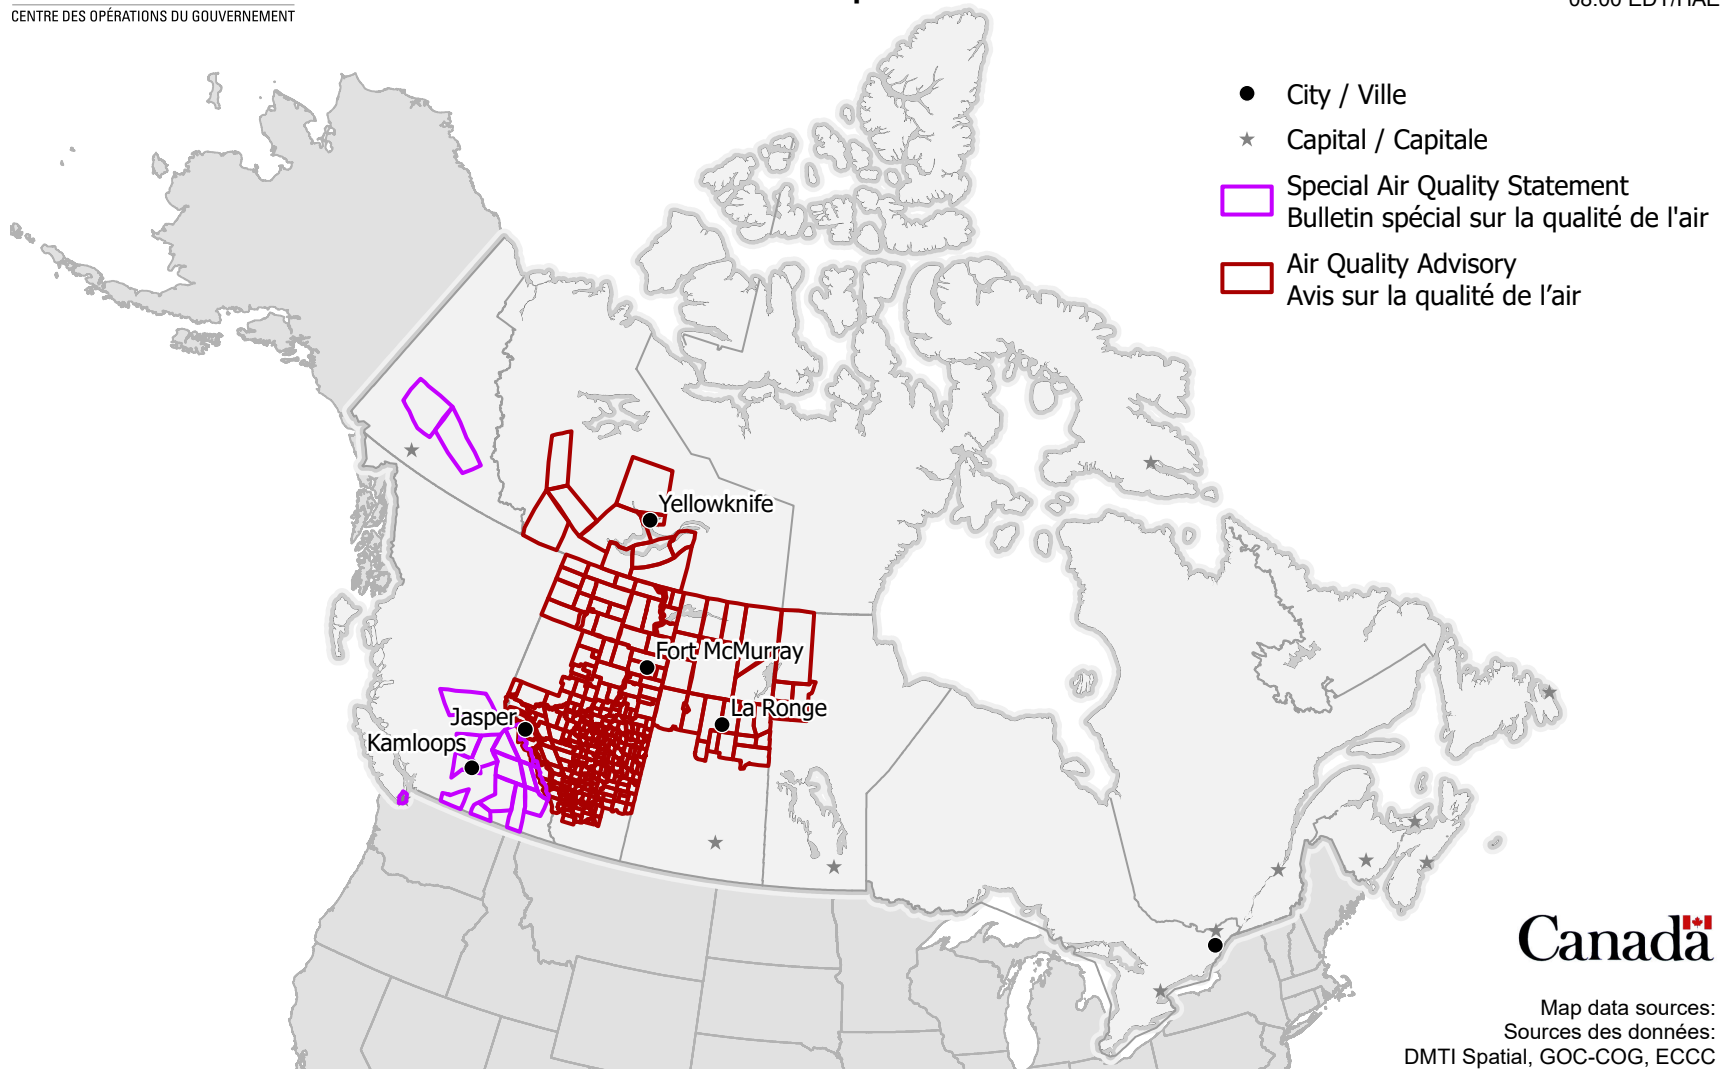 CENTRE DES OPÉRATIONS DU GOUVERNEMENT
City / Ville
Capital / Capitale
Special Air Quality Statement
Bulletin spécial sur la qualité de l'air
Air Quality Advisory
Avis sur la qualité de l’air
Yellowknife
Fort McMurray
La Ronge
Jasper
Kamloops
Canada
Map data sources:
Sources des données:
DMTI Spatial, GOC-COG, ECCC